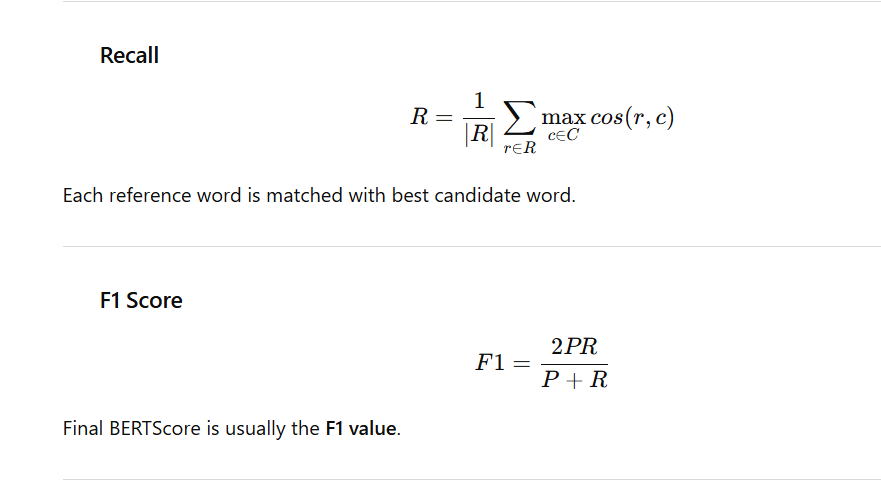 Recall
R = \frac{1}{|R|} \sum_{r \in R} \max_{c \in C} cos(r, c)
Each reference word is matched with best candidate word.
F1 Score
F1 = \frac{2PR}{P + R}
Final BERTScore is usually the F1 value.